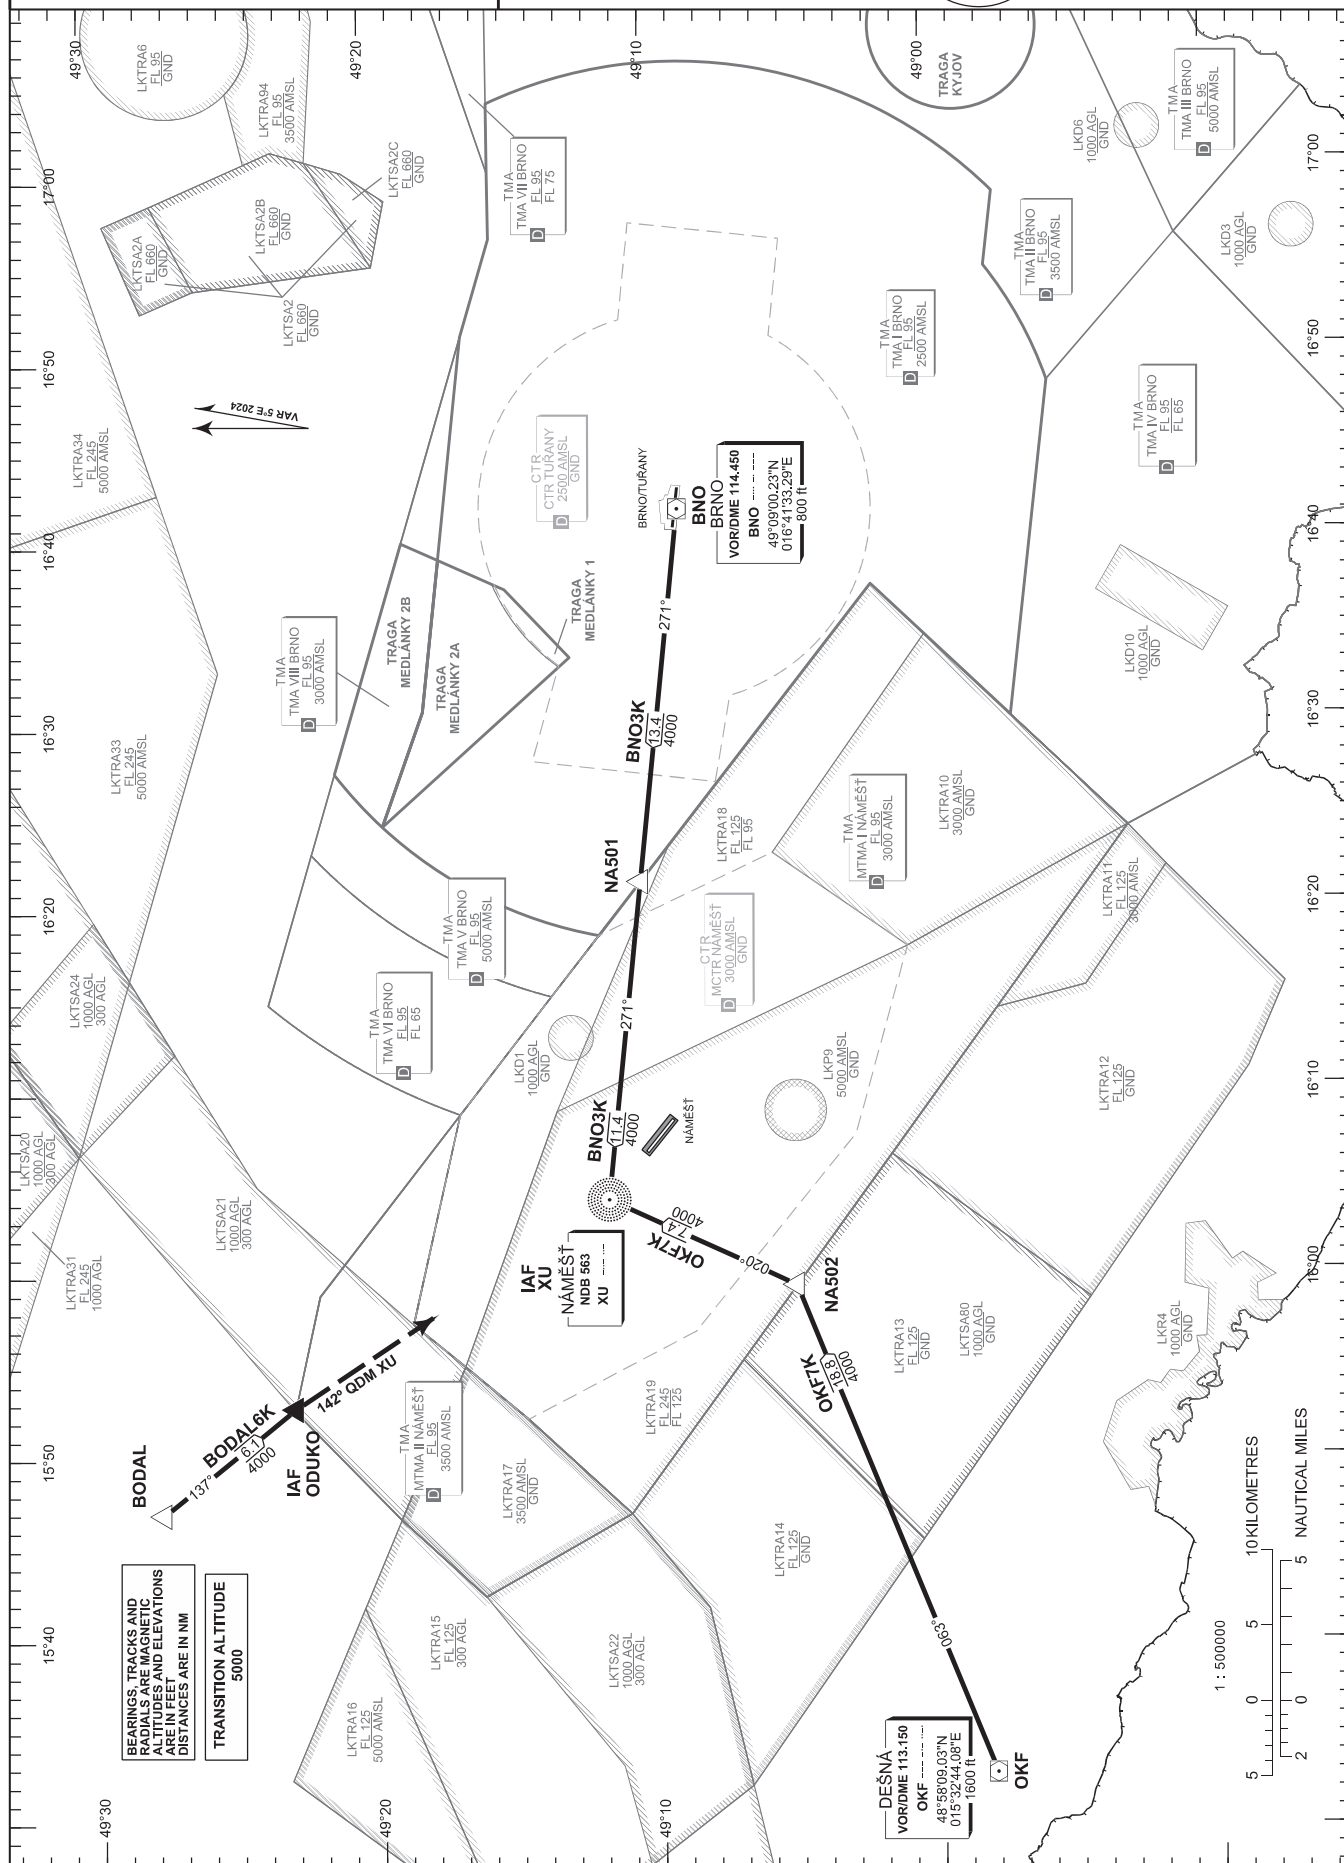 BEARINGS, TRACKS AND
RADIALS ARE MAGNETIC
ALTITUDES AND ELEVATIONS
ARE IN FEET
DISTANCES ARE IN NM
TRANSITION ALTITUDE
5000
49°30
49°20
49°10
15°40
15°50
16°00
16°10
16°20
16°30
16°40
16°50
17°00
49°30
49°20
49°10
49°00
16°00
16°10
16°20
16°30
16°40
16°50
17°00
VAR 5°E 2024
BODAL
137°
BODAL6K
6.1
4000
IAF
ODUKO
142° QDM XU
IAF
XU
NÁMĚŠŤ
NDB 563
XU
BNO3K
11.4
4000
271°
NA501
BNO3K
13.4
4000
271°
BRNO/TUŘANY
BNO
BRNO
VOR/DME 114.450
BNO
49°09'00.23"N
016°41'33.29"E
800 ft
NÁMĚŠŤ
OKF7K
7.4
4000
020°
NA502
OKF7K
18.8
4000
063°
DEŠNÁ
VOR/DME 113.150
OKF
48°58'09.03"N
015°32'44.08"E
1600 ft
OKF
1 : 500000
5 0 5 10 KILOMETRES
2 0 5 NAUTICAL MILES
LKTRA6
FL 95
GND
LKTRA94
FL 95
3500 AMSL
LKTSA2A
FL 660
GND
LKTSA2B
FL 660
GND
LKTSA2C
FL 660
GND
LKTSA2
FL 660
GND
LKTRA34
FL 245
5000 AMSL
LKTRA33
FL 245
5000 AMSL
LKTSA24
1000 AGL
300 AGL
LKTSA20
1000 AGL
300 AGL
LKTRA31
FL 245
1000 AGL
LKTSA21
1000 AGL
300 AGL
TMA
TMA VIII BRNO
FL 95
3000 AMSL
D
TMA
TMA VII BRNO
FL 95
FL 75
D
TMA
TMA V BRNO
FL 95
5000 AMSL
D
TMA
TMA VI BRNO
FL 95
FL 65
D
CTR
CTR TUŘANY
2500 AMSL
GND
D
TRAGA
MEDLÁNKY 2B
TRAGA
MEDLÁNKY 2A
TRAGA
MEDLÁNKY 1
TRAGA
KYJOV
TMA
TMA I BRNO
FL 95
2500 AMSL
D
TMA
TMA II BRNO
FL 95
3500 AMSL
D
TMA
TMA III BRNO
FL 95
5000 AMSL
D
TMA
TMA IV BRNO
FL 95
FL 65
D
LKD6
1000 AGL
GND
LKD3
1000 AGL
GND
LKD10
1000 AGL
GND
LKD1
1000 AGL
GND
LKTRA18
FL 125
FL 95
TMA
MTMA I NÁMĚŠŤ
FL 95
3000 AMSL
D
CTR
MCTR NÁMĚŠŤ
3000 AMSL
GND
D
LKTRA10
3000 AMSL
GND
LKTRA11
FL 125
3000 AMSL
LKTRA12
FL 125
GND
LKP9
5000 AMSL
GND
LKTRA13
FL 125
GND
LKTSA80
1000 AGL
GND
LKR4
1000 AGL
GND
LKTRA19
FL 245
FL 125
LKTRA14
FL 125
GND
TMA
MTMA II NÁMĚŠŤ
FL 95
3500 AMSL
D
LKTRA17
3500 AMSL
GND
LKTRA15
FL 125
300 AGL
LKTRA16
FL 125
5000 AMSL
LKTSA22
1000 AGL
300 AGL